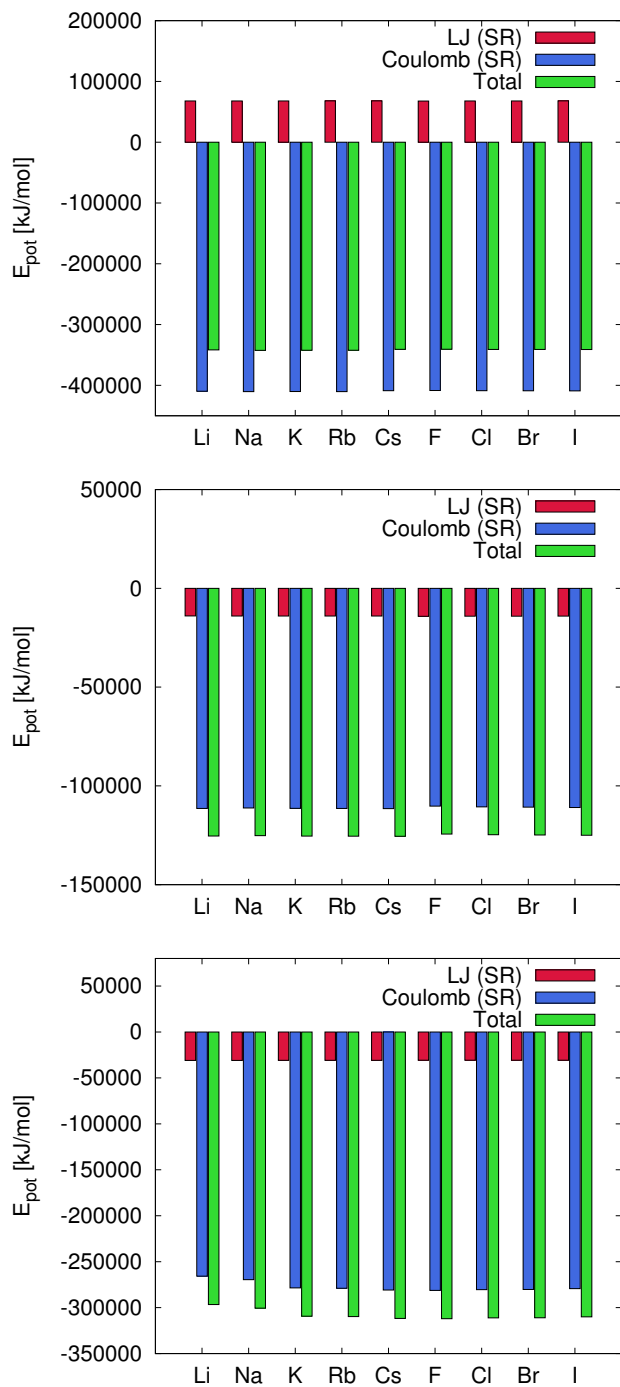 200000
100000
0
-100000
-200000
-300000
-400000
E_pot [kJ/mol]
LJ (SR)
Coulomb (SR)
Total
Li Na K Rb Cs F Cl Br I
50000
0
-50000
-100000
-150000
E_pot [kJ/mol]
LJ (SR)
Coulomb (SR)
Total
Li Na K Rb Cs F Cl Br I
50000
0
-50000
-100000
-150000
-200000
-250000
-300000
-350000
E_pot [kJ/mol]
LJ (SR)
Coulomb (SR)
Total
Li Na K Rb Cs F Cl Br I